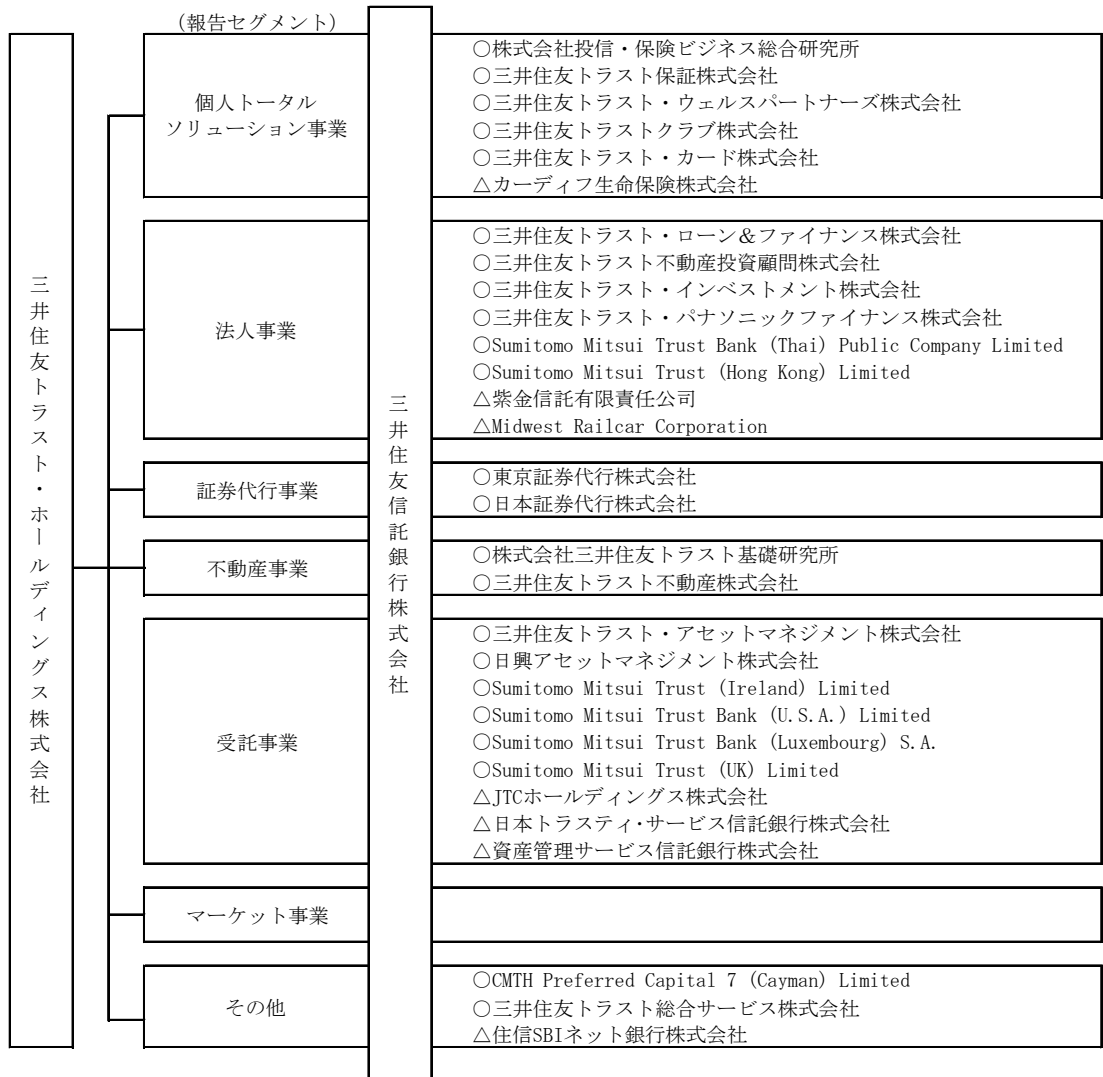 （報告セグメント）
三井住友トラスト・ホールディングス株式会社
三井住友信託銀行株式会社
個人トータル
ソリューション事業
○株式会社投信・保険ビジネス総合研究所
○三井住友トラスト保証株式会社
○三井住友トラスト・ウェルスパートナーズ株式会社
○三井住友トラストクラブ株式会社
○三井住友トラスト・カード株式会社
△カーディフ生命保険株式会社
法人事業
○三井住友トラスト・ローン＆ファイナンス株式会社
○三井住友トラスト不動産投資顧問株式会社
○三井住友トラスト・インベストメント株式会社
○三井住友トラスト・パナソニックファイナンス株式会社
○Sumitomo Mitsui Trust Bank (Thai) Public Company Limited
○Sumitomo Mitsui Trust (Hong Kong) Limited
△紫金信託有限責任公司
△Midwest Railcar Corporation
証券代行事業
○東京証券代行株式会社
○日本証券代行株式会社
不動産事業
○株式会社三井住友トラスト基礎研究所
○三井住友トラスト不動産株式会社
受託事業
○三井住友トラスト・アセットマネジメント株式会社
○日興アセットマネジメント株式会社
○Sumitomo Mitsui Trust (Ireland) Limited
○Sumitomo Mitsui Trust Bank (U.S.A.) Limited
○Sumitomo Mitsui Trust Bank (Luxembourg) S.A.
○Sumitomo Mitsui Trust (UK) Limited
△JTCホールディングス株式会社
△日本トラスティ・サービス信託銀行株式会社
△資産管理サービス信託銀行株式会社
マーケット事業
その他
○CMTH Preferred Capital 7 (Cayman) Limited
○三井住友トラスト総合サービス株式会社
△住信SBIネット銀行株式会社